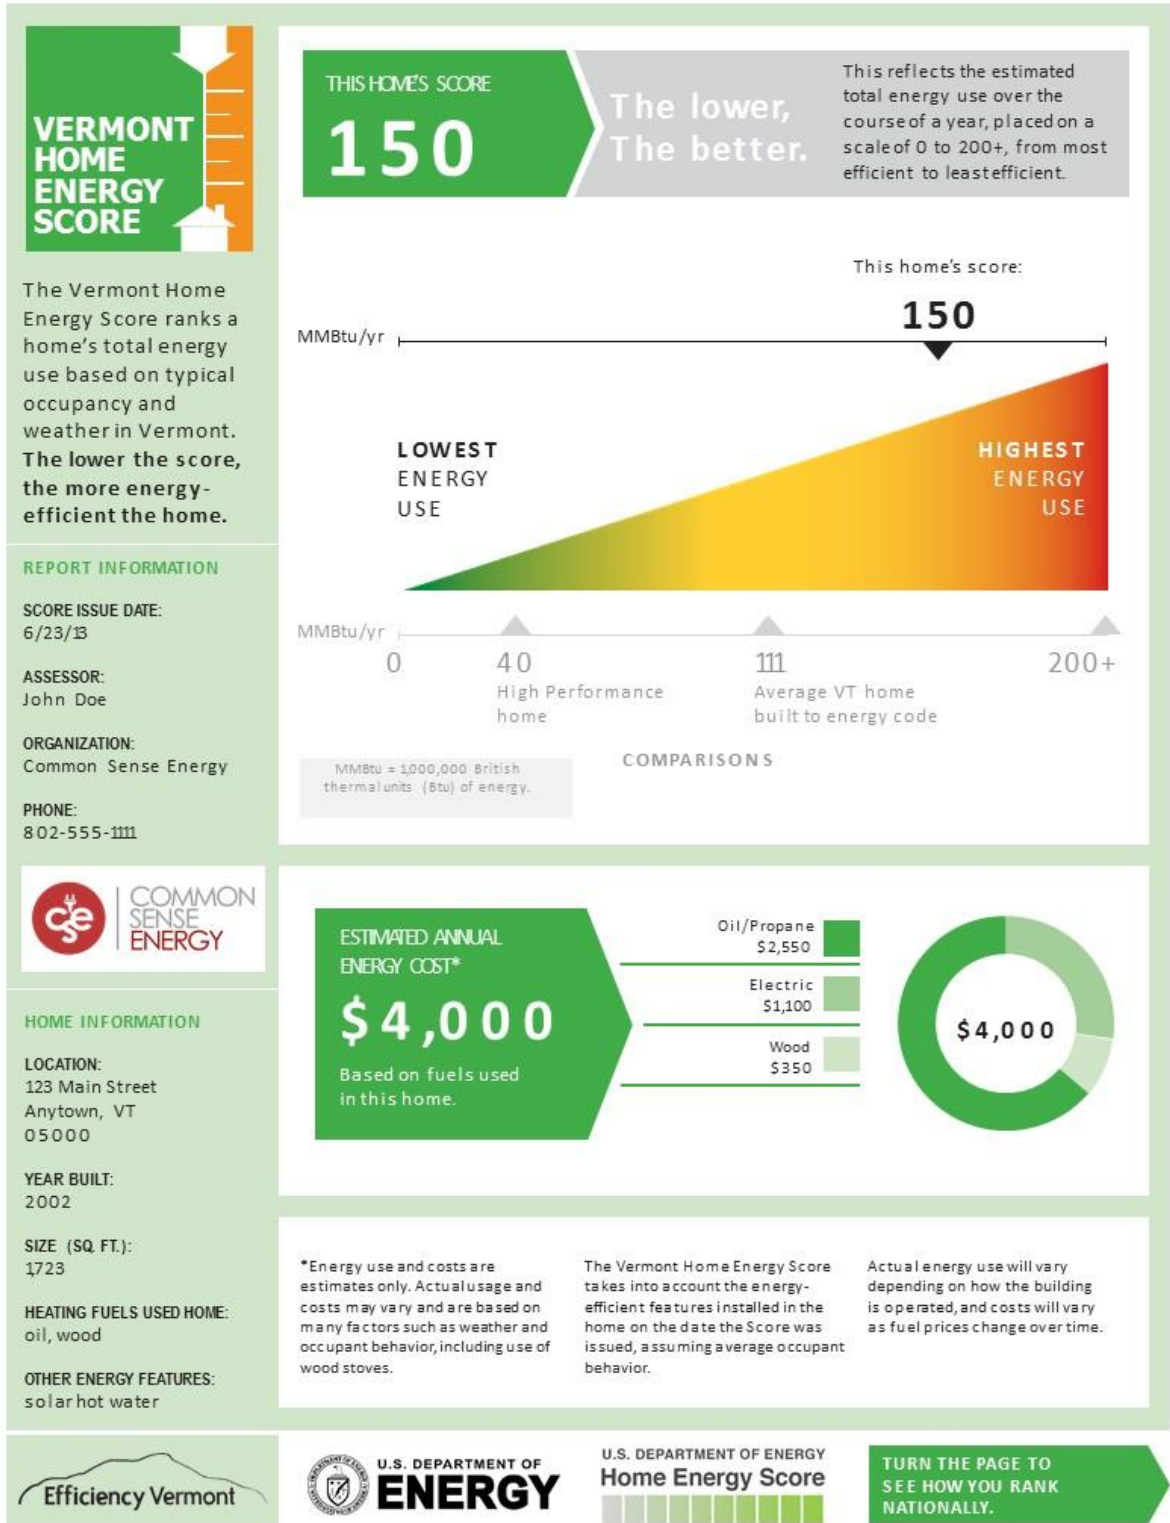 VERMONT
HOME
ENERGY
SCORE
The Vermont Home
Energy Score ranks a
home's total energy
use based on typical
occupancy and
weather in Vermont.
The lower the score,
the more energy-
efficient the home.
REPORT INFORMATION
SCORE ISSUE DATE:
6/23/13
ASSESSOR:
John Doe
ORGANIZATION:
Common Sense Energy
PHONE:
802-555-1111
cse
COMMON
SENSE
ENERGY
HOME INFORMATION
LOCATION:
123 Main Street
Anytown, VT
05000
YEAR BUILT:
2002
SIZE (SQ. FT.):
1,723
HEATING FUELS USED HOME:
oil, wood
OTHER ENERGY FEATURES:
solar hot water
THIS HOME'S SCORE
150
The lower,
The better.
This reflects the estimated
total energy use over the
course of a year, placed on a
scale of 0 to 200+, from most
efficient to least efficient.
This home's score:
150
MMBtu/yr
LOWEST
ENERGY
USE
HIGHEST
ENERGY
USE
MMBtu/yr
0
40
111
200+
High Performance
home
Average VT home
built to energy code
COMPARISONS
MMBtu = 1,000,000 British
thermal units (Btu) of energy.
ESTIMATED ANNUAL
ENERGY COST*
$4,000
Based on fuels used
in this home.
Oil/Propane
$2,550
Electric
$1,100
Wood
$350
$4,000
*Energy use and costs are
estimates only. Actual usage and
costs may vary and are based on
many factors such as weather and
occupant behavior, including use of
wood stoves.
The Vermont Home Energy Score
takes into account the energy-
efficient features installed in the
home on the date the Score was
issued, assuming average occupant
behavior.
Actual energy use will vary
depending on how the building
is operated, and costs will vary
as fuel prices change over time.
Efficiency Vermont
U.S. DEPARTMENT OF
ENERGY
U.S. DEPARTMENT OF ENERGY
Home Energy Score
TURN THE PAGE TO
SEE HOW YOU RANK
NATIONALLY.